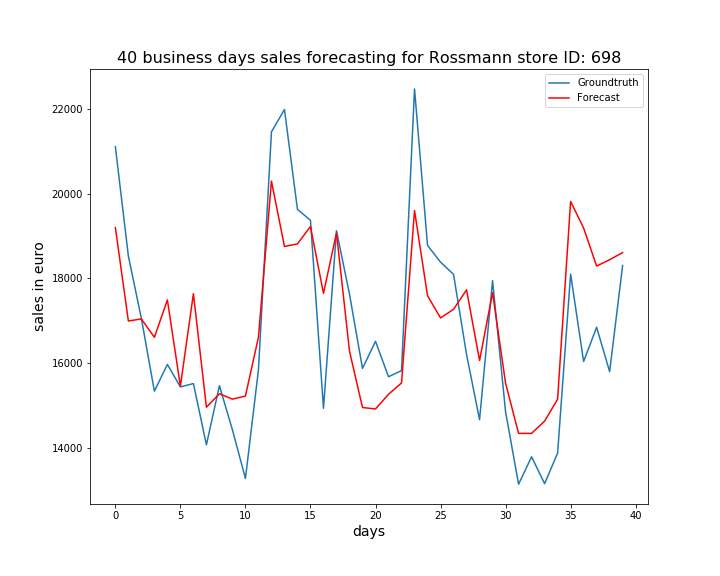 40 business days sales forecasting for Rossmann store ID: 698
Groundtruth
Forecast
22000
20000
18000
16000
14000
sales in euro
0 5 10 15 20 25 30 35 40
days